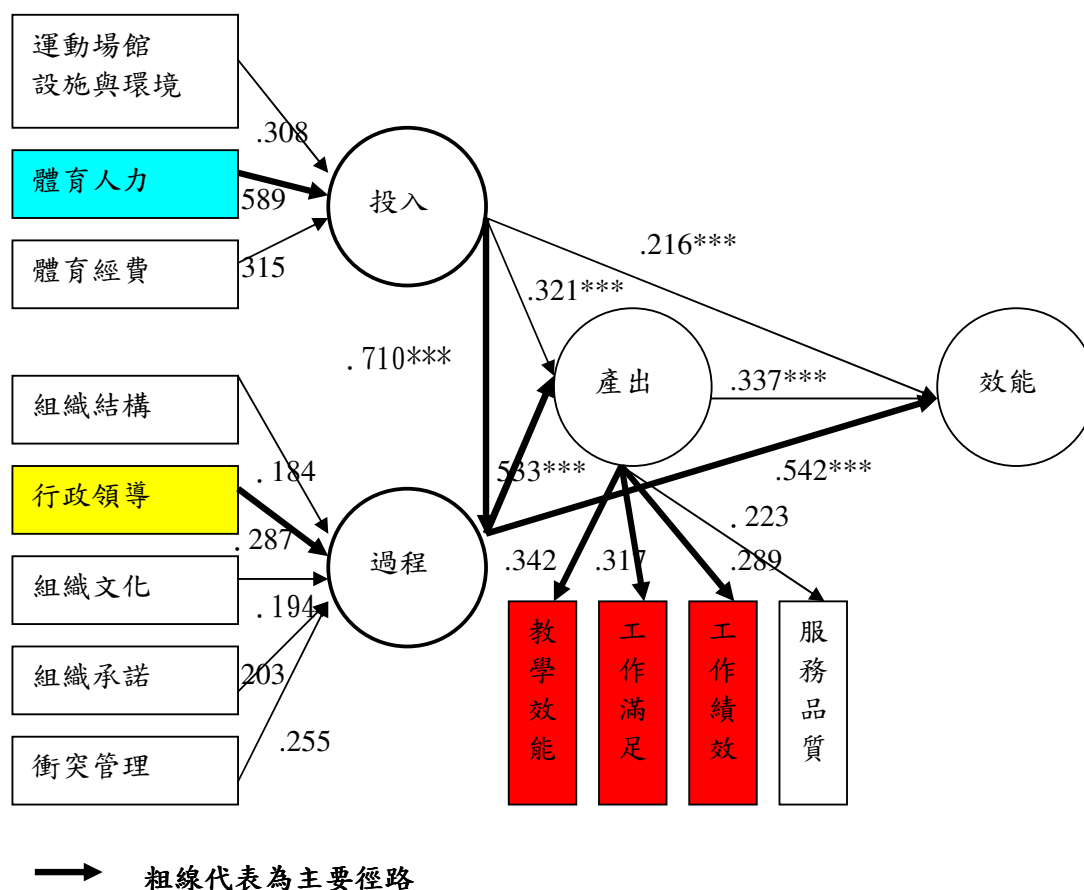 運動場館
設施與環境
.308
體育人力
589
投入
體育經費
315
.216***
.321***
.710***
產出
.337***
效能
組織結構
.184
533***
.542***
行政領導
.287
過程
.223
.342
.317
.289
組織文化
.194
組織承諾
203
衝突管理
.255
教學效能
工作滿足
工作績效
服務品質
粗線代表為主要徑路